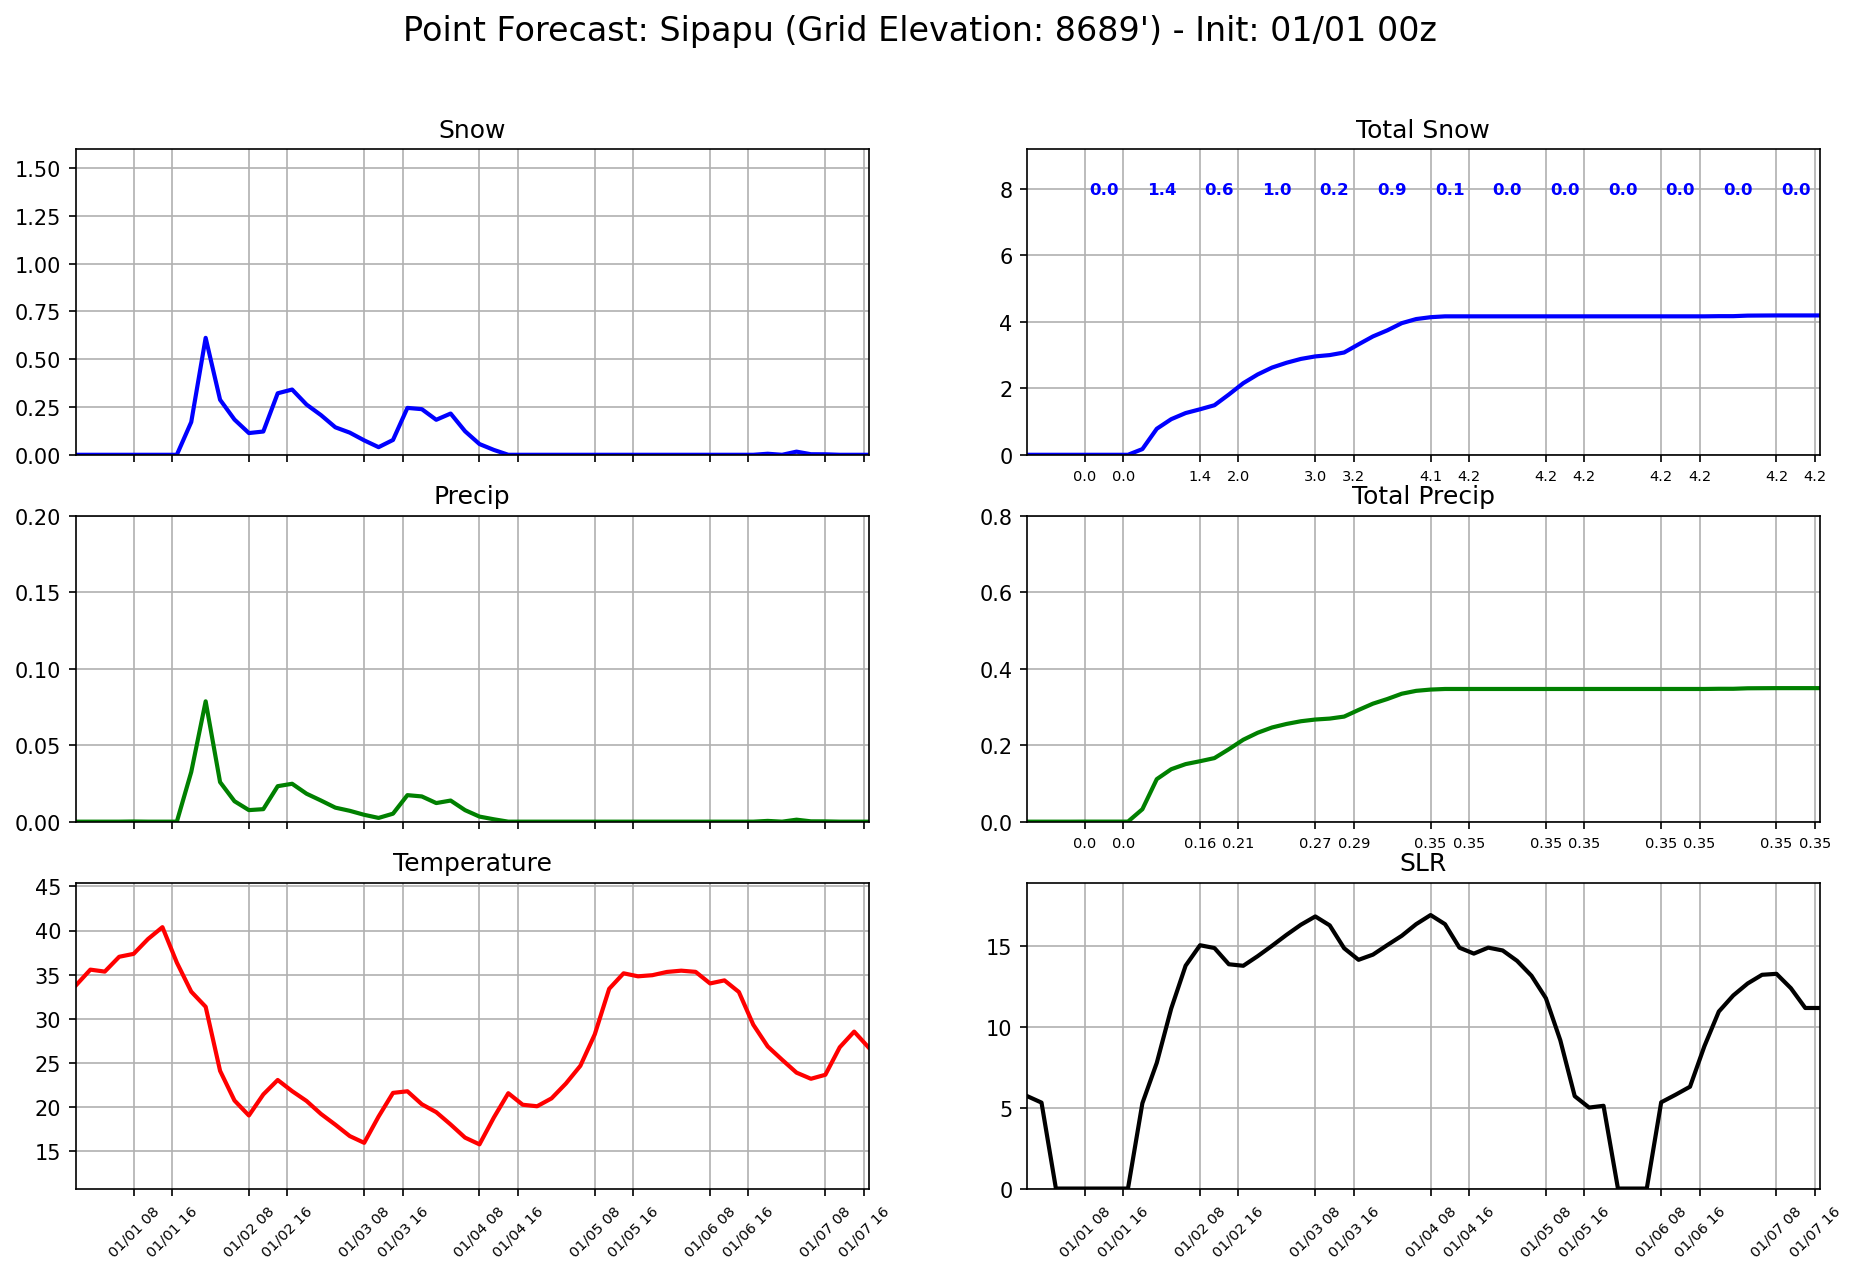 Point Forecast: Sipapu (Grid Elevation: 8689') - Init: 01/01 00z
Snow
1.50
1.25
1.00
0.75
0.50
0.25
0.00
Total Snow
8
6
4
2
0
0.0 1.4 0.6 1.0 0.2 0.9 0.1 0.0 0.0 0.0 0.0 0.0 0.0
0.0 0.0 1.4 2.0 3.0 3.2 4.1 4.2 4.2 4.2 4.2 4.2 4.2 4.2
Precip
0.20
0.15
0.10
0.05
0.00
Total Precip
0.8
0.6
0.4
0.2
0.0
0.0 0.0 0.16 0.21 0.27 0.29 0.35 0.35 0.35 0.35 0.35 0.35 0.35 0.35
Temperature
45
40
35
30
25
20
15
01/01 08 01/01 16 01/02 08 01/02 16 01/03 08 01/03 16 01/04 08 01/04 16 01/05 08 01/05 16 01/06 08 01/06 16 01/07 08 01/07 16
SLR
15
10
5
0
01/01 08 01/01 16 01/02 08 01/02 16 01/03 08 01/03 16 01/04 08 01/04 16 01/05 08 01/05 16 01/06 08 01/06 16 01/07 08 01/07 16